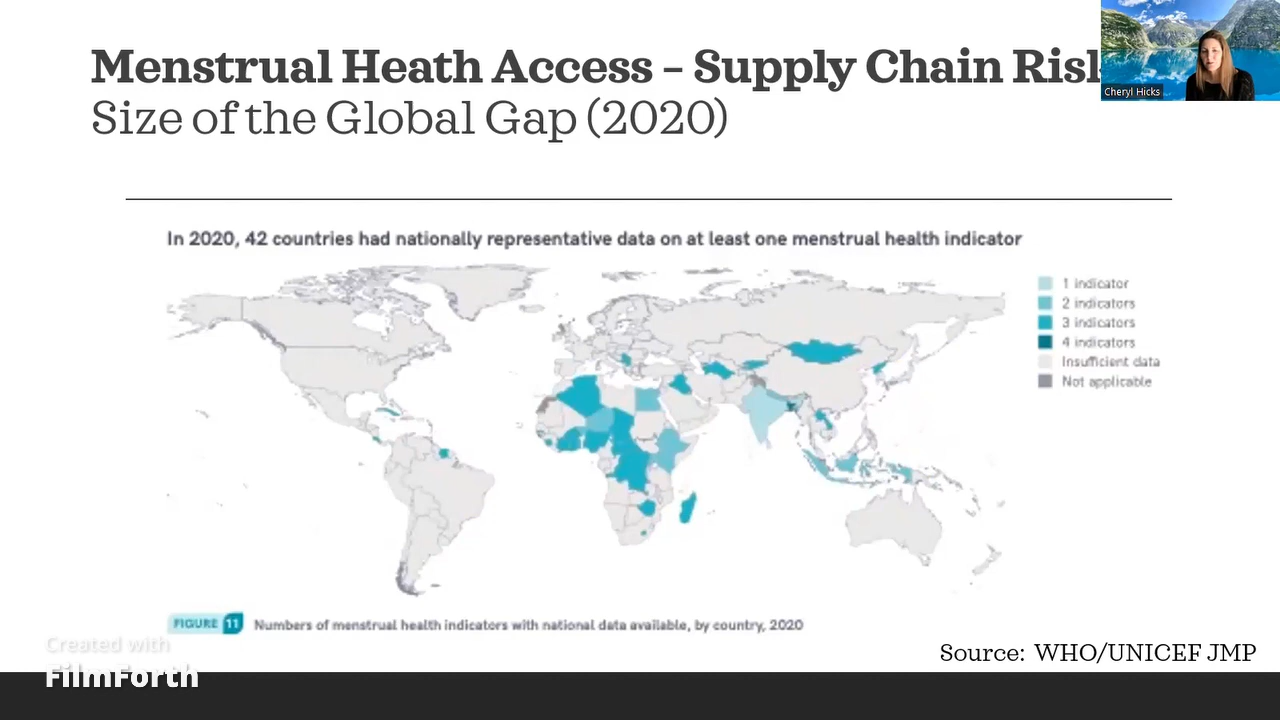 Menstrual Heath Access – Supply Chain Risk
Size of the Global Gap (2020)
Cheryl Hicks
In 2020, 42 countries had nationally representative data on at least one menstrual health indicator
1 indicator
2 indicators
3 indicators
4 indicators
Insufficient data
Not applicable
FIGURE 11 Numbers of menstrual health indicators with national data available, by country, 2020
Source: WHO/UNICEF JMP
Created with
FilmForth